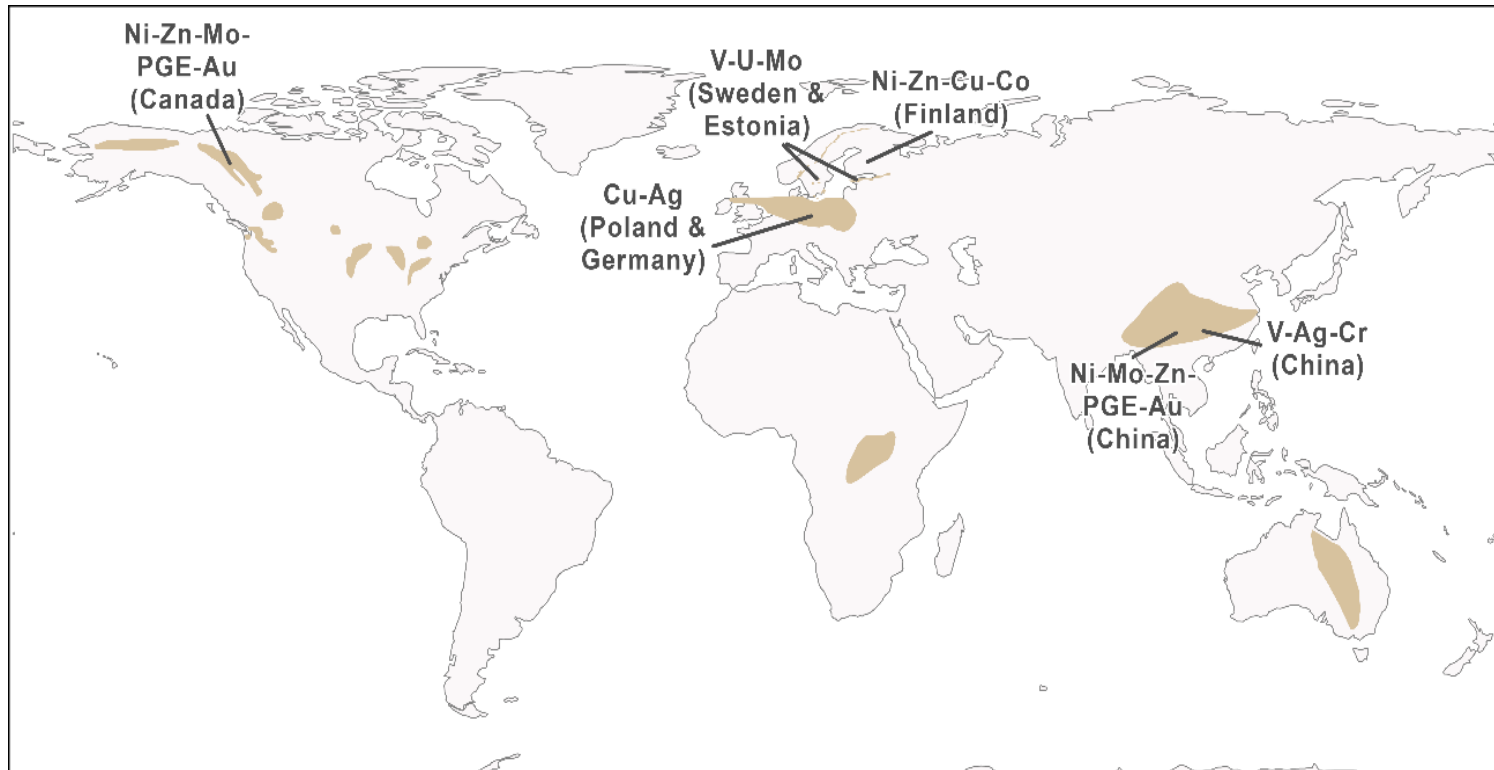 Ni-Zn-Mo-
PGE-Au
(Canada)
V-U-Mo
(Sweden &
Estonia)
Ni-Zn-Cu-Co
(Finland)
Cu-Ag
(Poland &
Germany)
V-Ag-Cr
(China)
Ni-Mo-Zn-
PGE-Au
(China)